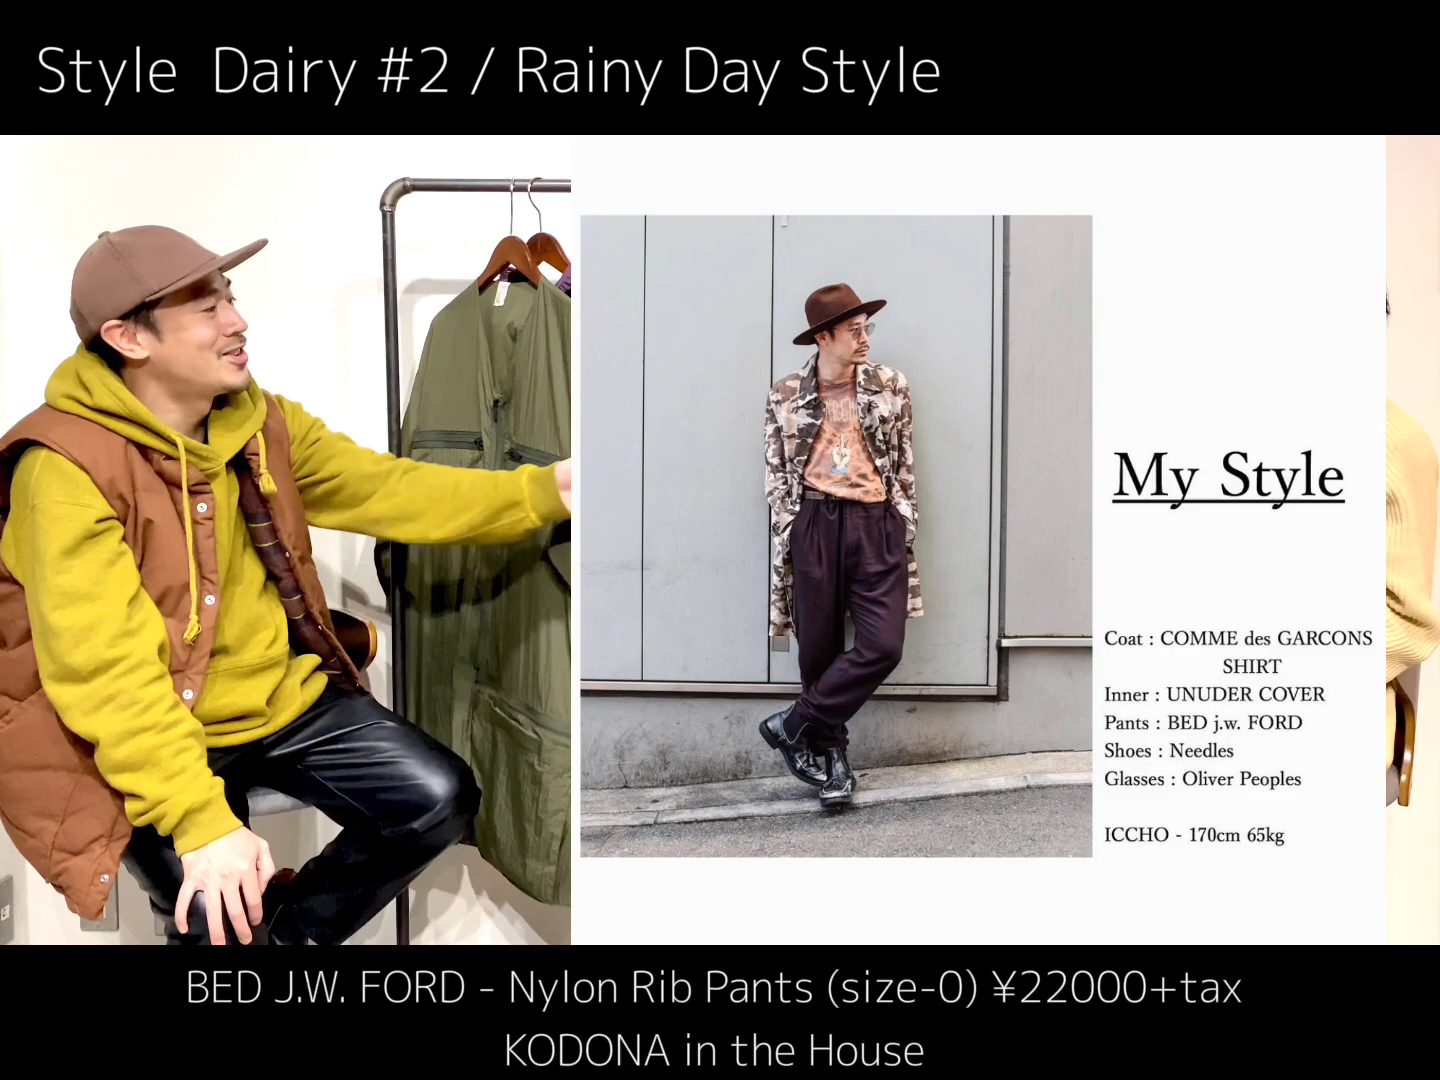 Style Dairy #2 / Rainy Day Style
My Style
Coat : COMME des GARCONS
SHIRT
Inner : UNUDER COVER
Pants : BED j.w. FORD
Shoes : Needles
Glasses : Oliver Peoples
ICCHO - 170cm 65kg
BED J.W. FORD - Nylon Rib Pants (size-0) ¥22000+tax
KODONA in the House